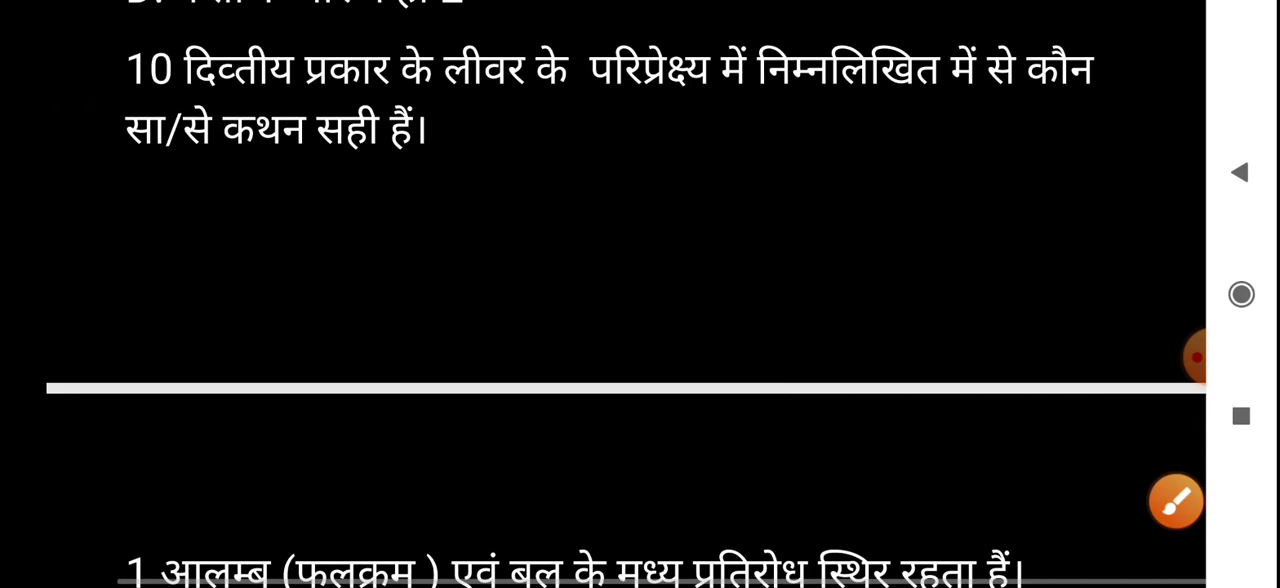 10 दिव्तीय प्रकार के लीवर के परिप्रेक्ष्य में निम्नलिखित में से कौन
सा/से कथन सही हैं।
1 आलम्ब (फलक्रम ) एवं बल के मध्य प्रतिरोध स्थिर रहता हैं।